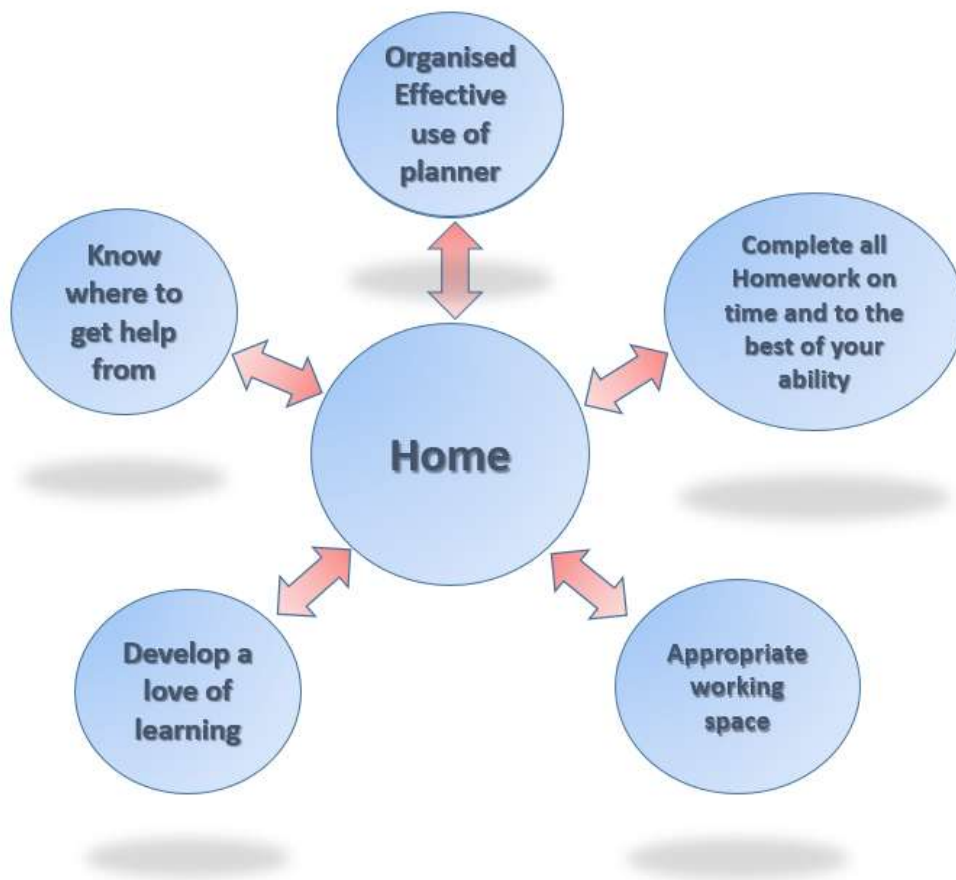 Organised
Effective
use of
planner
Complete all
Homework on
time and to the
best of your
ability
Know
where to
get help
from
Home
Develop a
love of
learning
Appropriate
working
space